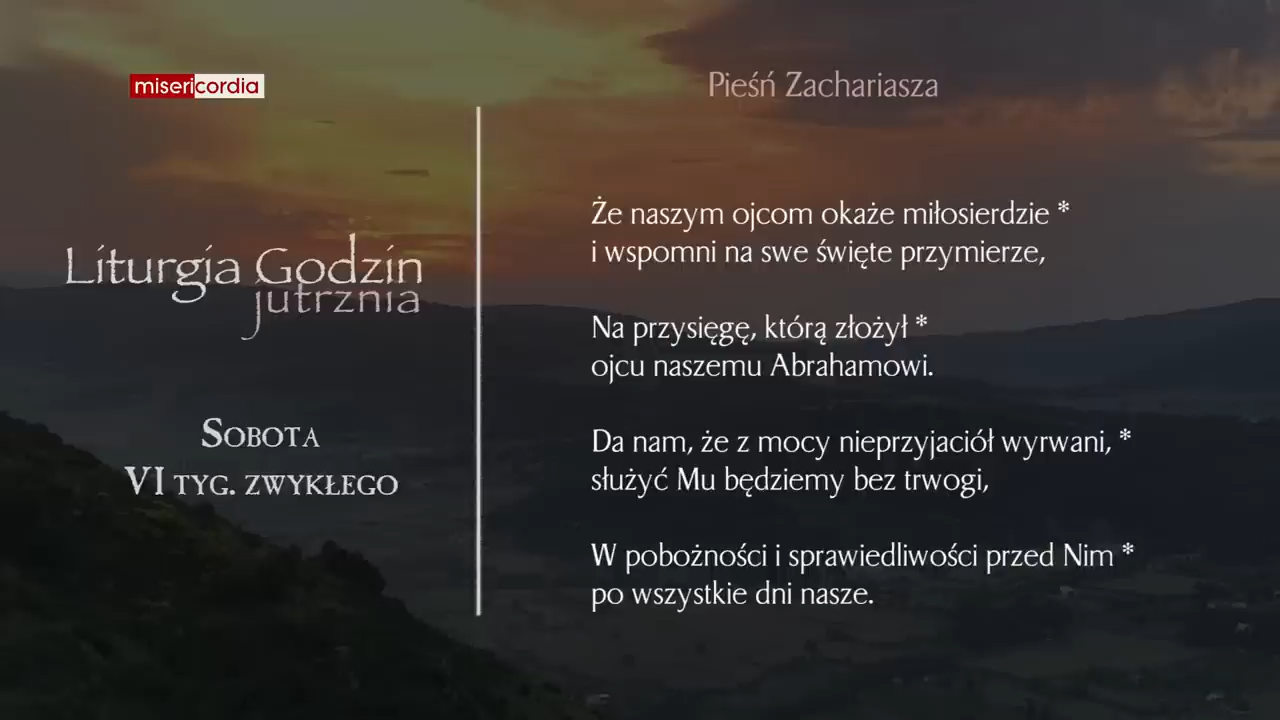 misericordia
Pieśń Zachariasza
Liturgia Godzin
jutrznia
Sobota
VI tyg. zwykłego
Że naszym ojcom okaże miłosierdzie *
i wspomni na swe święte przymierze,
Na przysięgę, którą złożył *
ojcu naszemu Abrahamowi.
Da nam, że z mocy nieprzyjaciół wyrwani, *
służyć Mu będziemy bez trwogi,
W pobożności i sprawiedliwości przed Nim *
po wszystkie dni nasze.